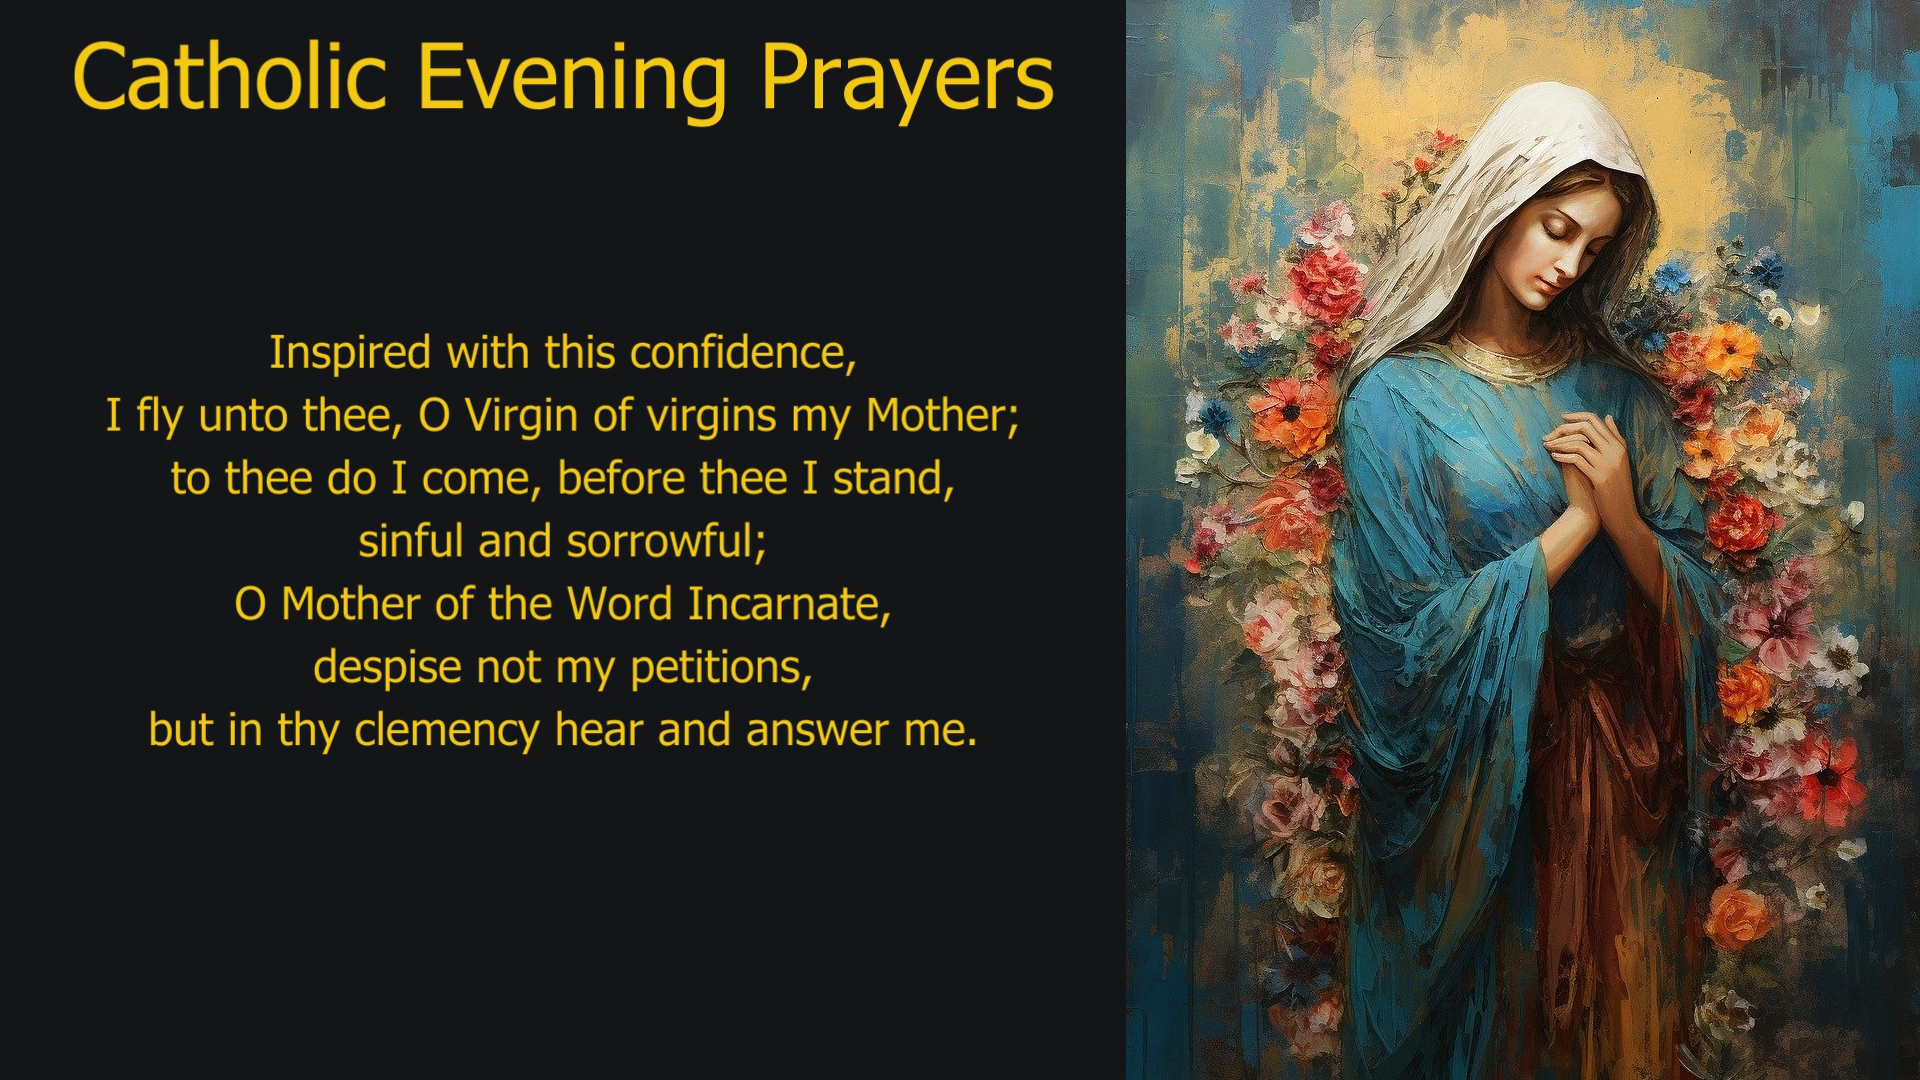 Catholic Evening Prayers
Inspired with this confidence,
I fly unto thee, O Virgin of virgins my Mother;
to thee do I come, before thee I stand,
sinful and sorrowful;
O Mother of the Word Incarnate,
despise not my petitions,
but in thy clemency hear and answer me.